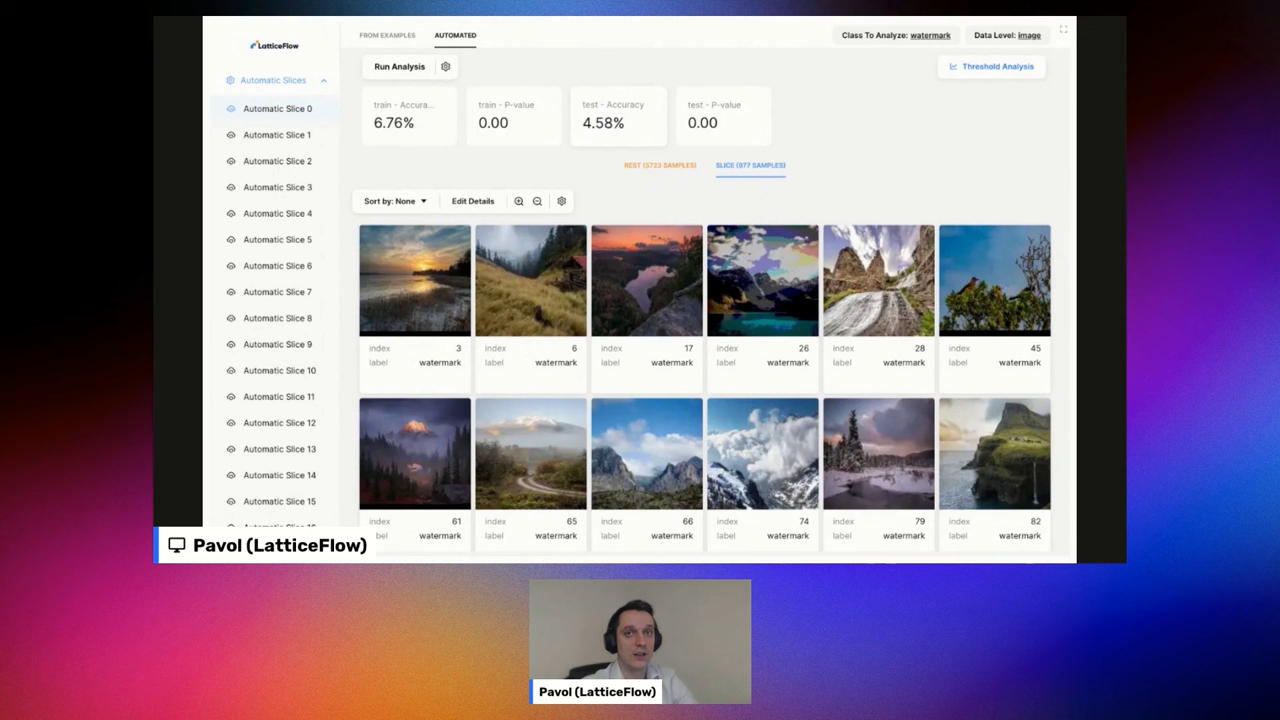 LatticeFlow
FROM EXAMPLES
AUTOMATED
Class To Analyze: watermark
Data Level: image
Automatic Slices
Run Analysis
Threshold Analysis
Automatic Slice 0
Automatic Slice 1
Automatic Slice 2
Automatic Slice 3
Automatic Slice 4
Automatic Slice 5
Automatic Slice 6
Automatic Slice 7
Automatic Slice 8
Automatic Slice 9
Automatic Slice 10
Automatic Slice 11
Automatic Slice 12
Automatic Slice 13
Automatic Slice 14
Automatic Slice 15
train - Accura...
6.76%
train - P-value
0.00
test - Accuracy
4.58%
test - P-value
0.00
REST (5723 SAMPLES)
SLICE (977 SAMPLES)
Sort by: None
Edit Details
index 3
label watermark
index 6
label watermark
index 17
label watermark
index 26
label watermark
index 28
label watermark
index 45
label watermark
index 61
label watermark
index 65
label watermark
index 66
label watermark
index 74
label watermark
index 79
label watermark
index 82
label watermark
Pavol (LatticeFlow)
Pavol (LatticeFlow)